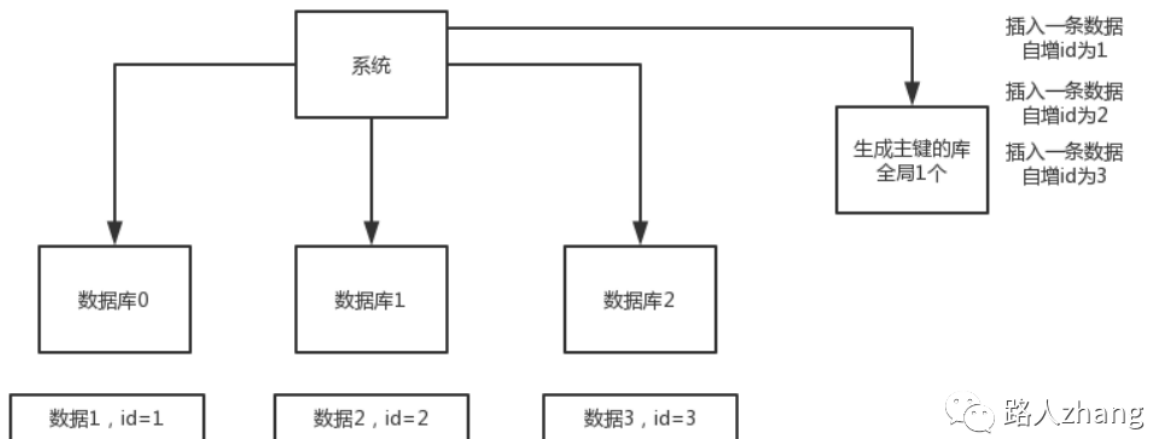 系统
插入一条数据
自增id为1
插入一条数据
自增id为2
插入一条数据
自增id为3
生成主键的库
全局1个
数据库0
数据库1
数据库2
数据1，id=1
数据2，id=2
数据3，id=3
路人zhang